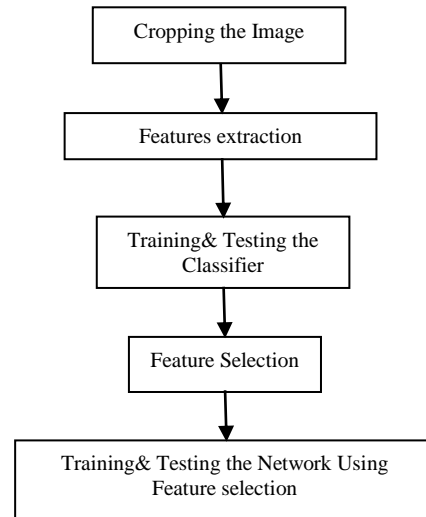 Cropping the Image
Features extraction
Training& Testing the
Classifier
Feature Selection
Training& Testing the Network Using
Feature selection